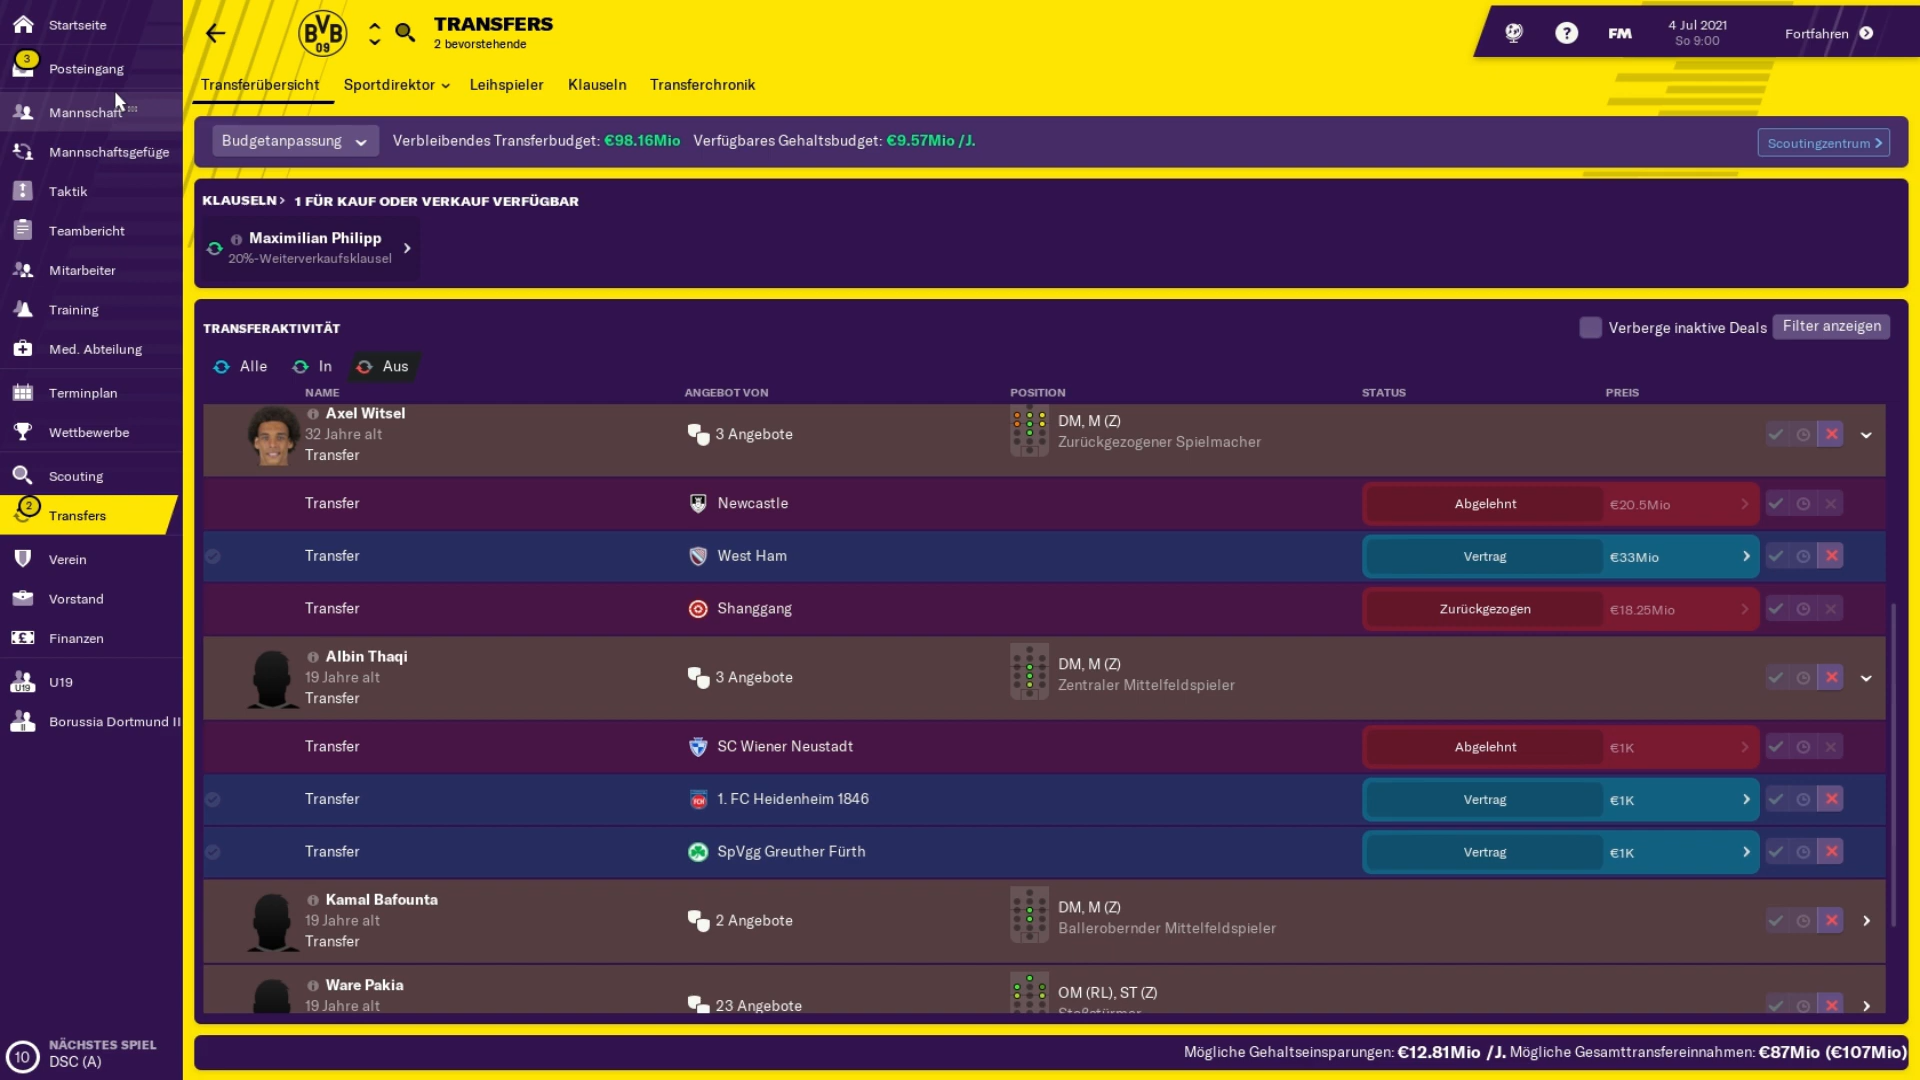 Startseite
3
Posteingang
Mannschaft
Mannschaftsgefüge
Taktik
Teambericht
Mitarbeiter
Training
Med. Abteilung
Terminplan
Wettbewerbe
Scouting
2
Transfers
Verein
Vorstand
Finanzen
U19
U19
II
Borussia Dortmund II
10
NÄCHSTES SPIEL
DSC (A)
BVB
09
TRANSFERS
2 bevorstehende
FM
4 Jul 2021
So 9:00
Fortfahren
Transferübersicht Sportdirektor Leihspieler Klauseln Transferchronik
Budgetanpassung Verbleibendes Transferbudget: €98.16Mio Verfügbares Gehaltsbudget: €9.57Mio /J. Scoutingzentrum
KLAUSELN > 1 FÜR KAUF ODER VERKAUF VERFÜGBAR
Maximilian Philipp
20%-Weiterverkaufsklausel
TRANSFERAKTIVITÄT Verberge inaktive Deals Filter anzeigen
Alle In Aus
NAME ANGEBOT VON POSITION STATUS PREIS
Axel Witsel
32 Jahre alt
Transfer
3 Angebote
DM, M (Z)
Zurückgezogener Spielmacher
Transfer Newcastle Abgelehnt €20.5Mio
Transfer West Ham Vertrag €33Mio
Transfer Shanggang Zurückgezogen €18.25Mio
Albin Thaqi
19 Jahre alt
Transfer
3 Angebote
DM, M (Z)
Zentraler Mittelfeldspieler
Transfer SC Wiener Neustadt Abgelehnt €1K
Transfer 1. FC Heidenheim 1846 Vertrag €1K
Transfer SpVgg Greuther Fürth Vertrag €1K
Kamal Bafounta
19 Jahre alt
Transfer
2 Angebote
DM, M (Z)
Ballerobernder Mittelfeldspieler
Ware Pakia
19 Jahre alt
23 Angebote
OM (RL), ST (Z)
Mögliche Gehaltseinsparungen: €12.81Mio /J. Mögliche Gesamttransfereinnahmen: €87Mio (€107Mio)